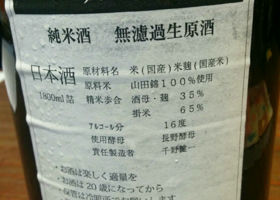 純米酒 無濾過生原酒
日本酒 原材料名 米(国産)米麹(国産米)
原料米 山田錦100%使用
1800ml詰 精米歩合 酒母・麹 35%
掛米 65%
アルコール分 16度
使用酵母 長野酵母
責任製造者 千野健一
・お酒は楽しく適量を
・お酒は20歳になってから